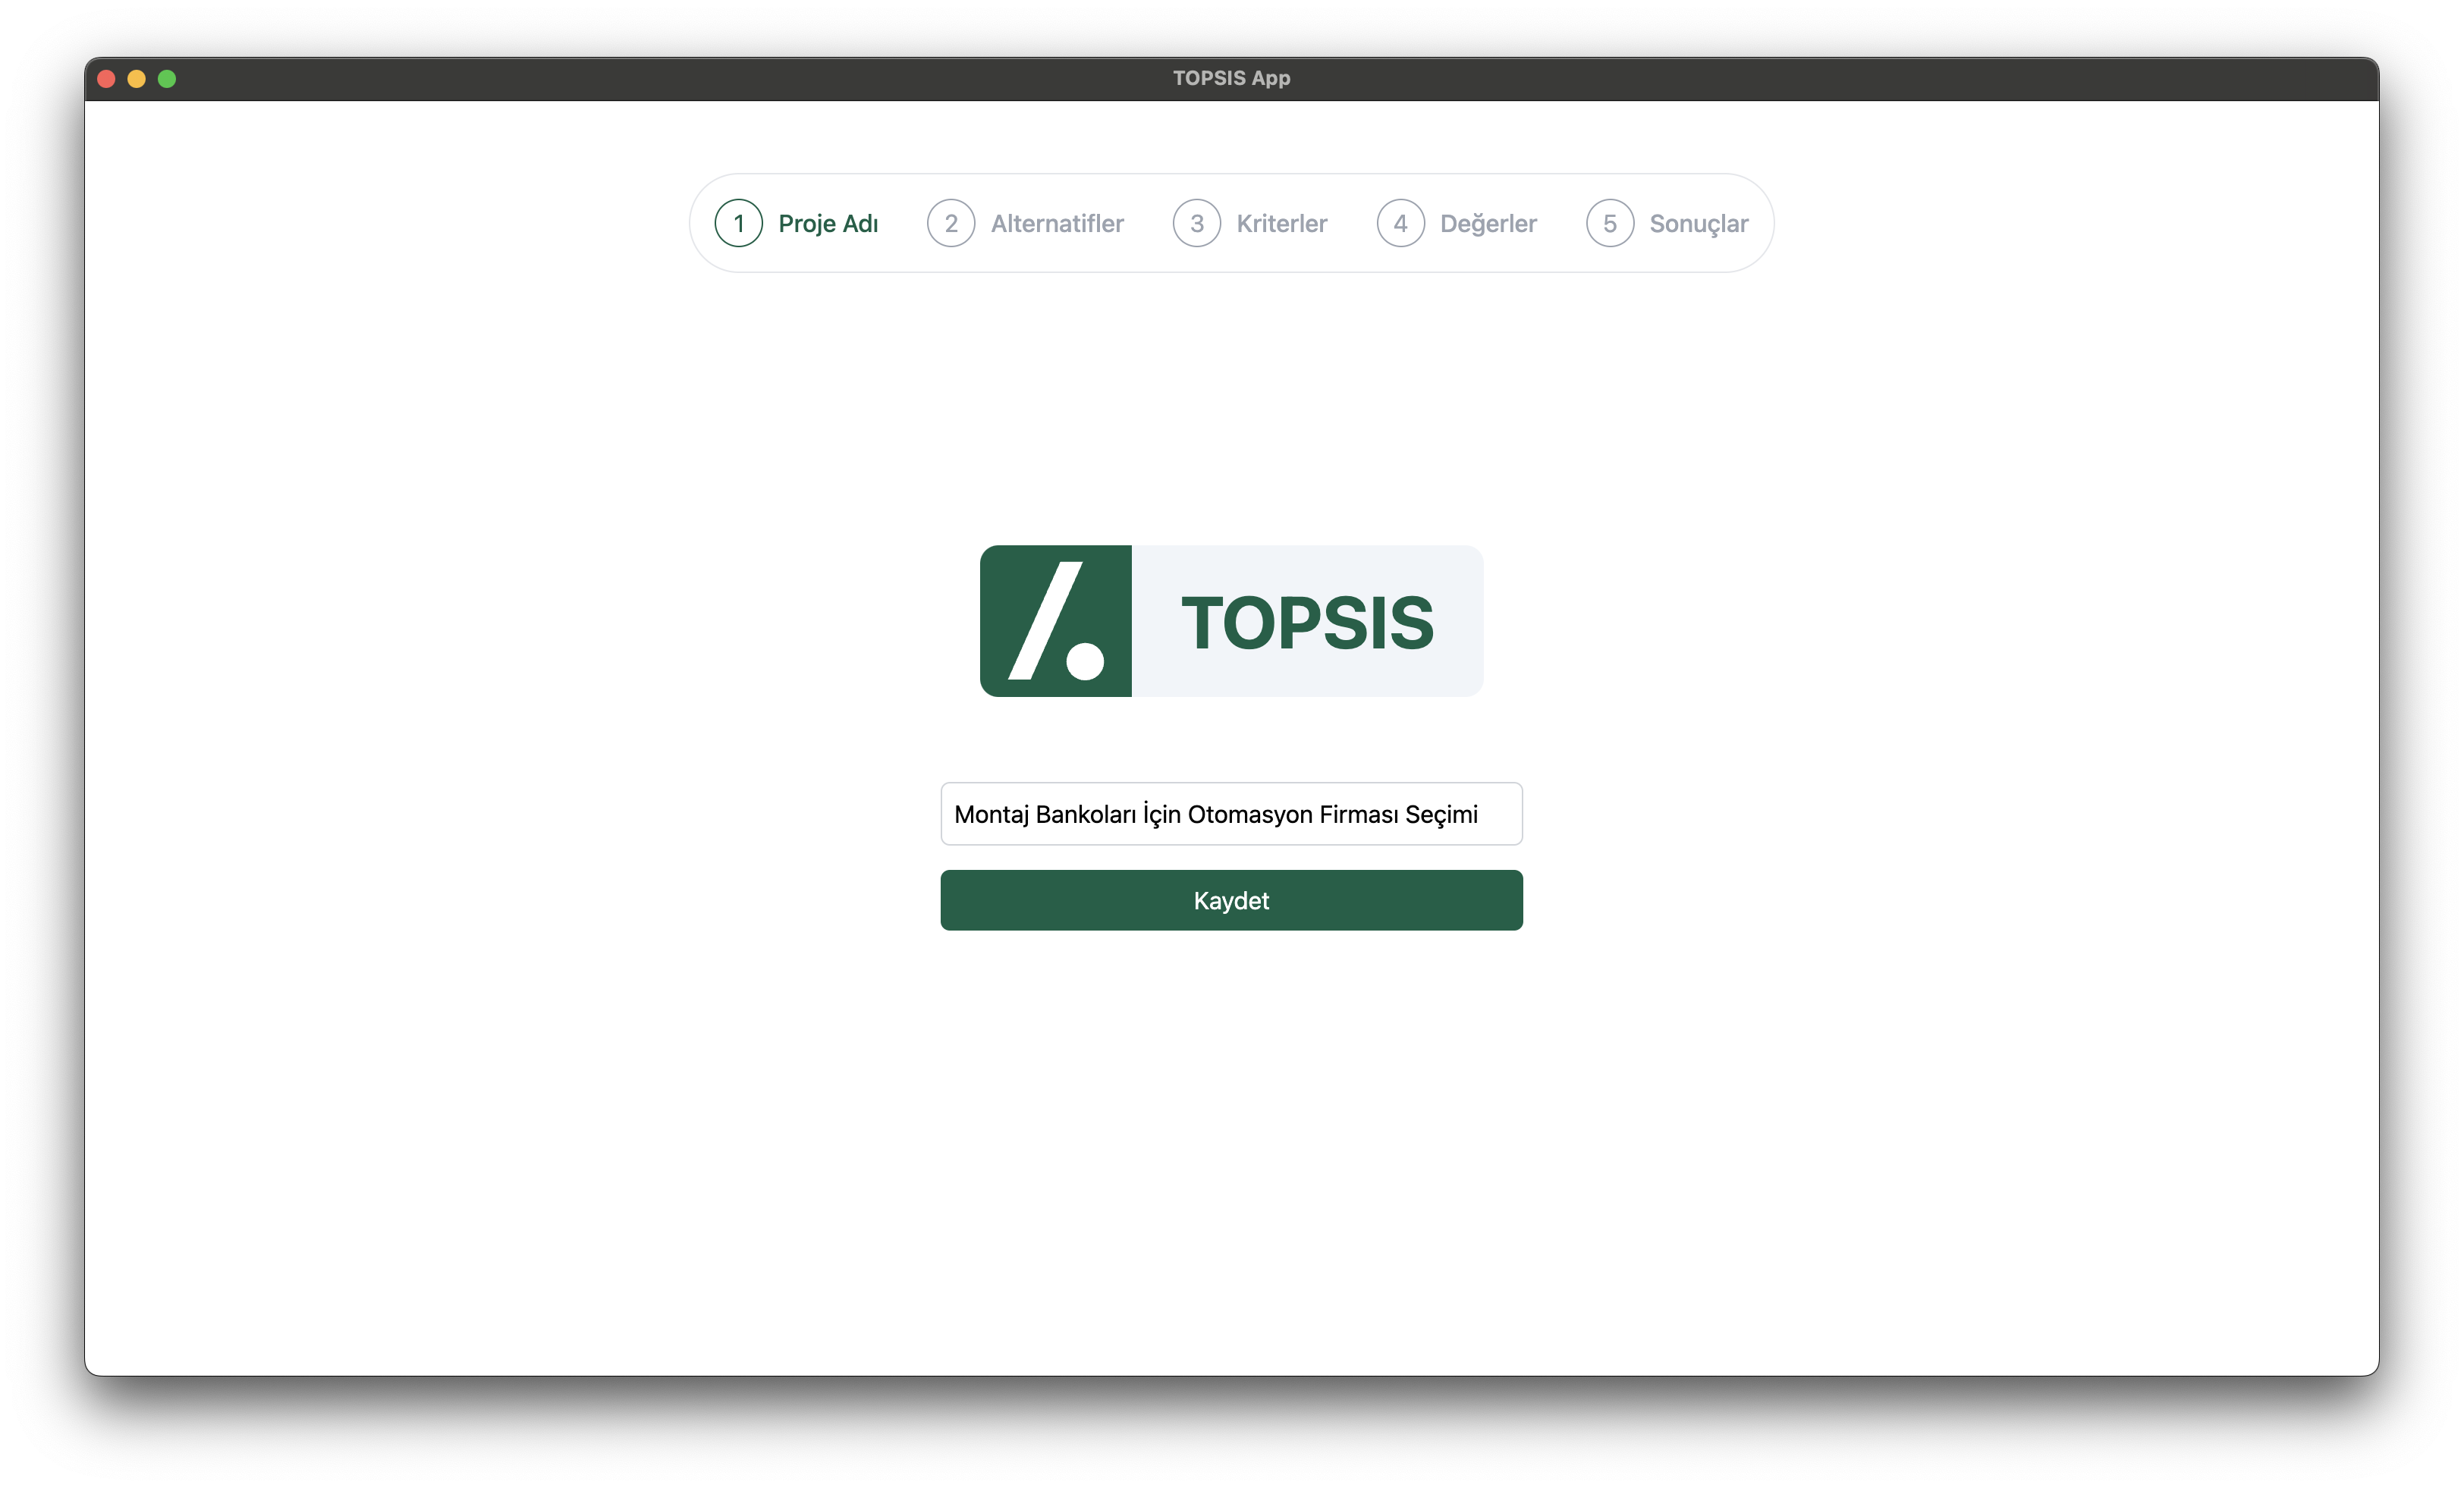 TOPSIS App
1 Proje Adı 2 Alternatifler 3 Kriterler 4 Değerler 5 Sonuçlar
TOPSIS
Montaj Bankoları İçin Otomasyon Firması Seçimi
Kaydet